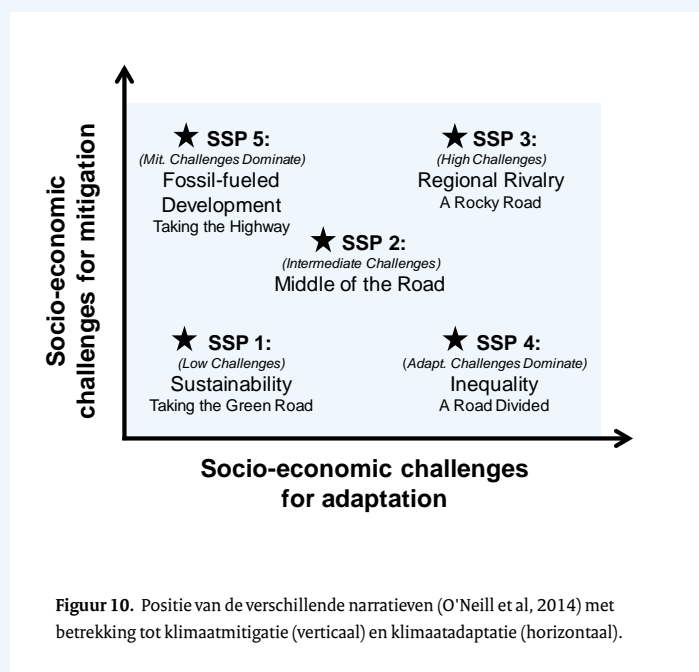 Socio-economic
challenges for mitigation
SSP 5:
(Mit. Challenges Dominate)
Fossil-fueled
Development
Taking the Highway
SSP 3:
(High Challenges)
Regional Rivalry
A Rocky Road
SSP 2:
(Intermediate Challenges)
Middle of the Road
SSP 1:
(Low Challenges)
Sustainability
Taking the Green Road
SSP 4:
(Adapt. Challenges Dominate)
Inequality
A Road Divided
Socio-economic challenges
for adaptation
Figuur 10. Positie van de verschillende narratieven (O'Neill et al, 2014) met
betrekking tot klimaatmitigatie (verticaal) en klimaatadaptatie (horizontaal).